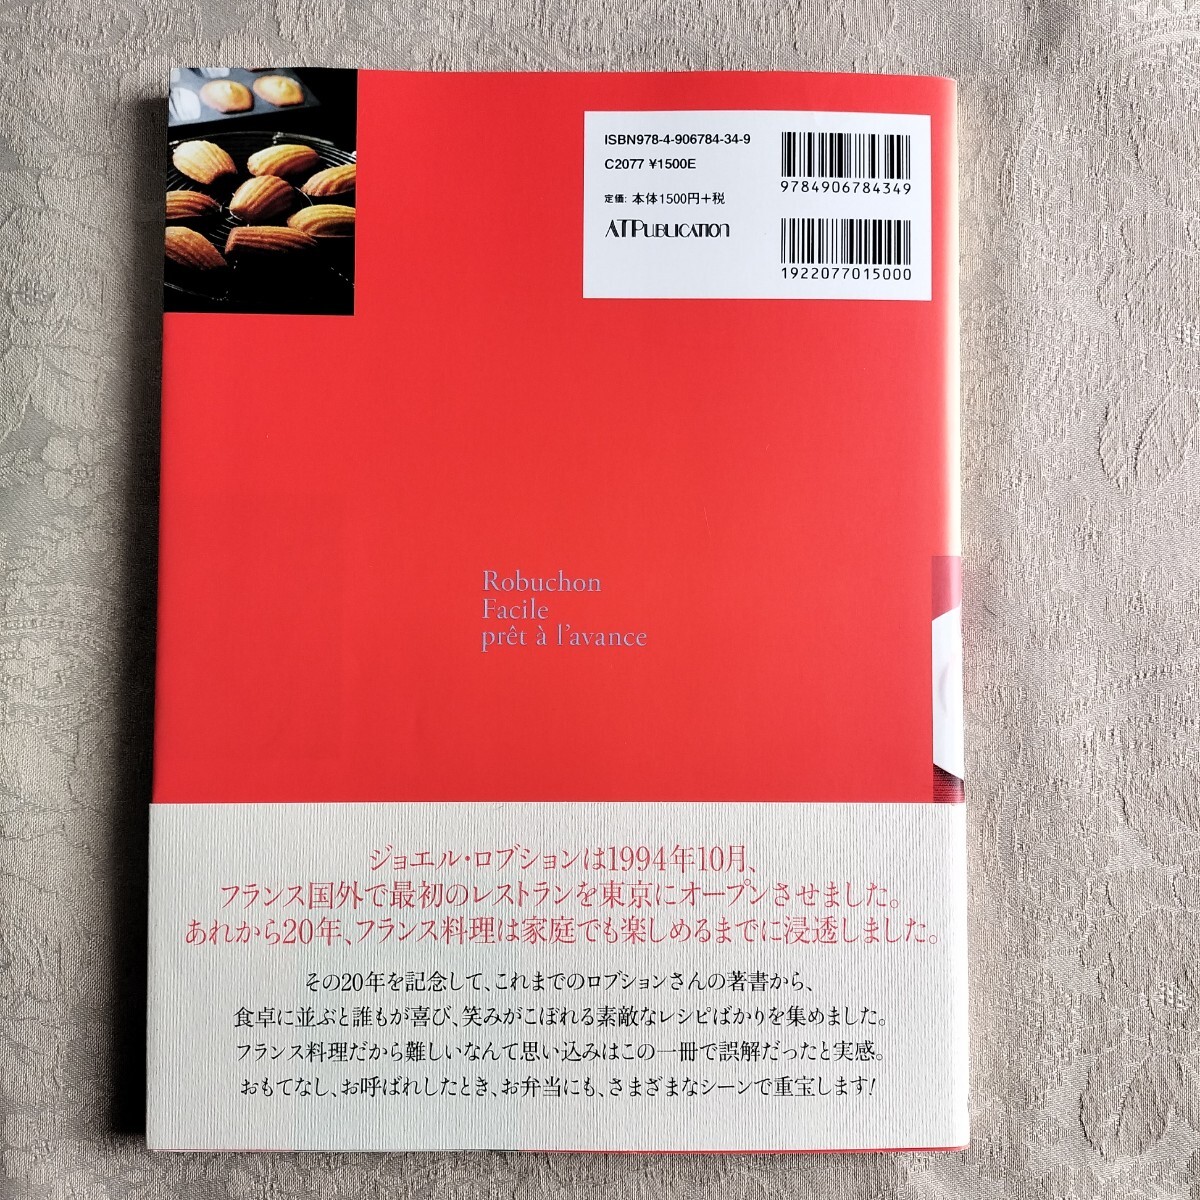 ISBN978-4-906784-34-9
C2077 ¥1500E
定価: 本体1500円+税
ATPUBLICATION
9784906784349
1922077015000
Robuchon
Facile
prêt à l'avance
ジョエル・ロブションは1994年10月、
フランス国外で最初のレストランを東京にオープンさせました。
あれから20年、フランス料理は家庭でも楽しめるまでに浸透しました。
その20年を記念して、これまでのロブションさんの著書から、
食卓に並ぶと誰もが喜び、笑みがこぼれる素敵なレシピばかりを集めました。
フランス料理だから難しいなんて思い込みはこの一冊で誤解だったと実感。
おもてなし、お呼ばれしたとき、お弁当にも、さまざまなシーンで重宝します!